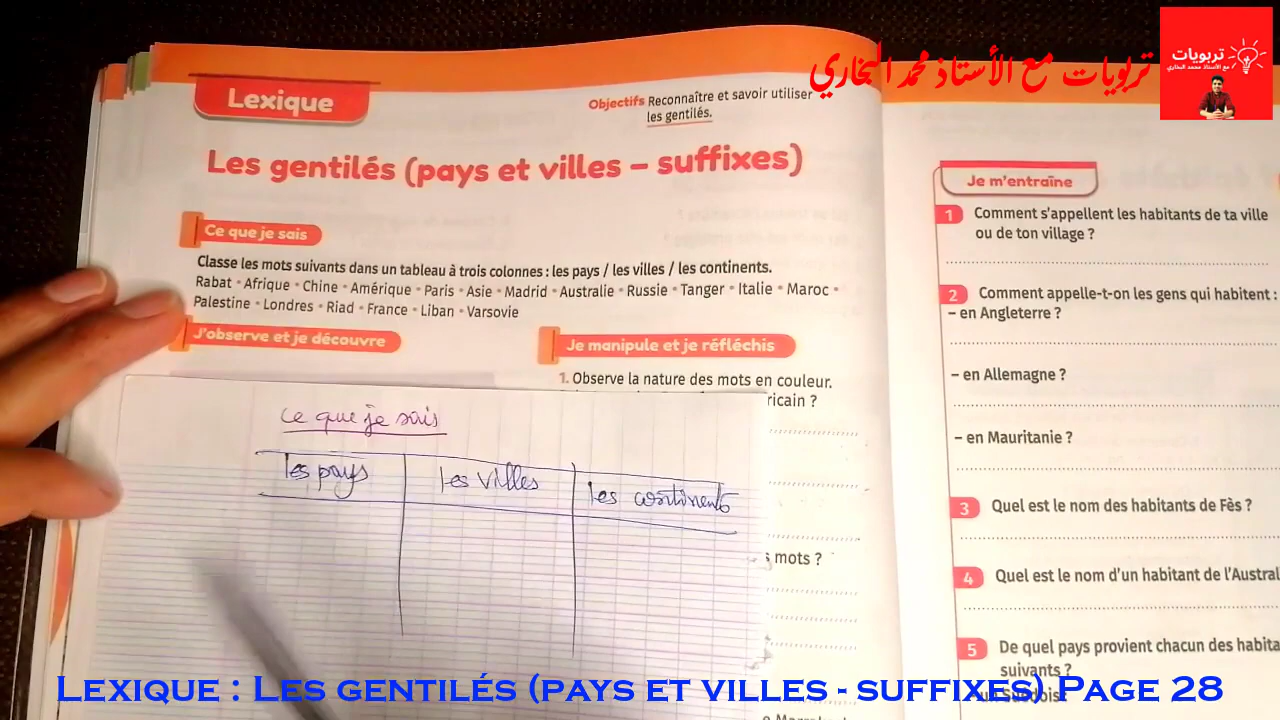 تربويات مع الأستاذ محمد البخاري
تربويات
مع الأستاذ محمد البخاري
Lexique
Objectifs Reconnaître et savoir utiliser
les gentilés.
Les gentilés (pays et villes – suffixes)
Ce que je sais
Classe les mots suivants dans un tableau à trois colonnes : les pays / les villes / les continents.
Rabat • Afrique • Chine • Amérique • Paris • Asie • Madrid • Australie • Russie • Tanger • Italie • Maroc •
Palestine • Londres • Riad • France • Liban • Varsovie
J'observe et je découvre
Je manipule et je réfléchis
1. Observe la nature des mots en couleur.
ricain ?
mots ?
ce que je sais
les pays
les villes
les continents
Je m'entraîne
1 Comment s'appellent les habitants de ta ville
ou de ton village ?
2 Comment appelle-t-on les gens qui habitent :
– en Angleterre ?
– en Allemagne ?
– en Mauritanie ?
3 Quel est le nom des habitants de Fès ?
4 Quel est le nom d'un habitant de l'Austral
5 De quel pays provient chacun des habita
suivants ?
Lexique : Les gentilés (pays et villes - suffixes) Page 28